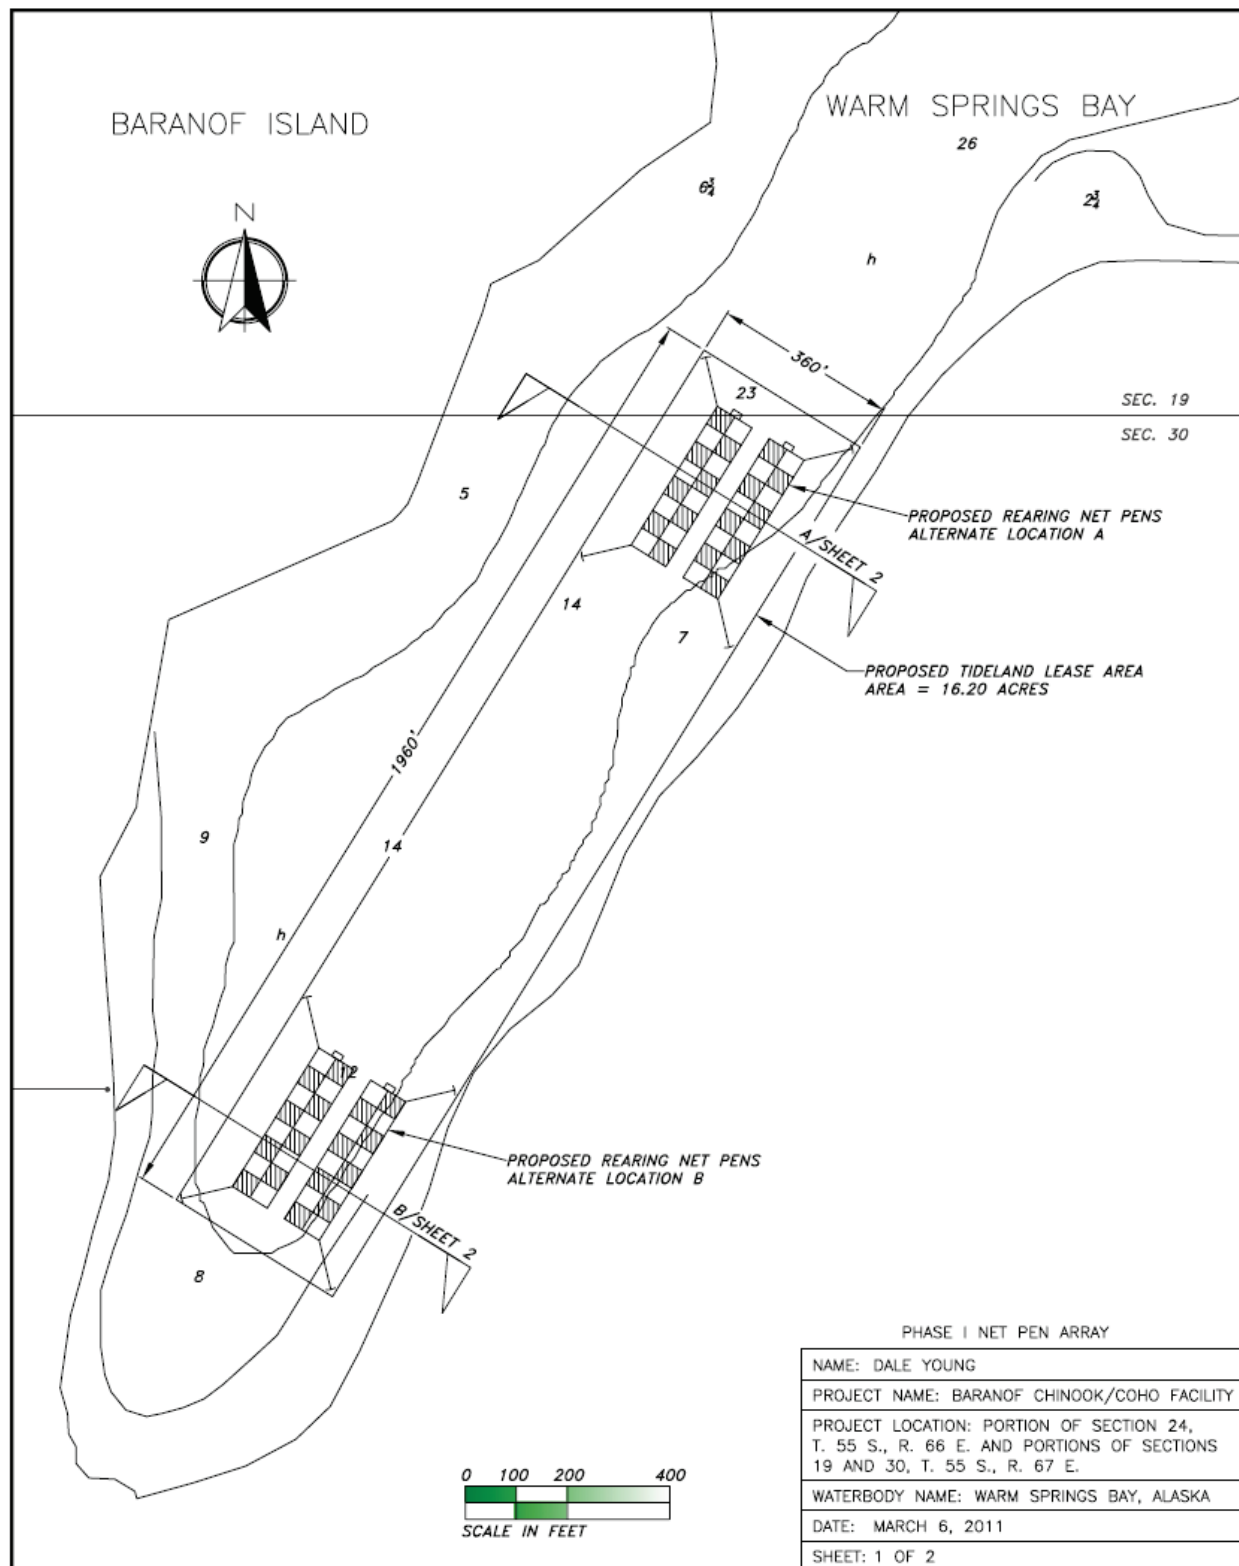 BARANOF ISLAND
WARM SPRINGS BAY
26
6¾
2¾
N
h
360'
23
SEC. 19
SEC. 30
5
PROPOSED REARING NET PENS
ALTERNATE LOCATION A
A/SHEET 2
14
7
PROPOSED TIDELAND LEASE AREA
AREA = 16.20 ACRES
1960'
9
14
h
12
PROPOSED REARING NET PENS
ALTERNATE LOCATION B
B/SHEET 2
8
PHASE I NET PEN ARRAY
NAME: DALE YOUNG
PROJECT NAME: BARANOF CHINOOK/COHO FACILITY
PROJECT LOCATION: PORTION OF SECTION 24,
T. 55 S., R. 66 E. AND PORTIONS OF SECTIONS
19 AND 30, T. 55 S., R. 67 E.
WATERBODY NAME: WARM SPRINGS BAY, ALASKA
DATE: MARCH 6, 2011
SHEET: 1 OF 2
0 100 200 400
SCALE IN FEET